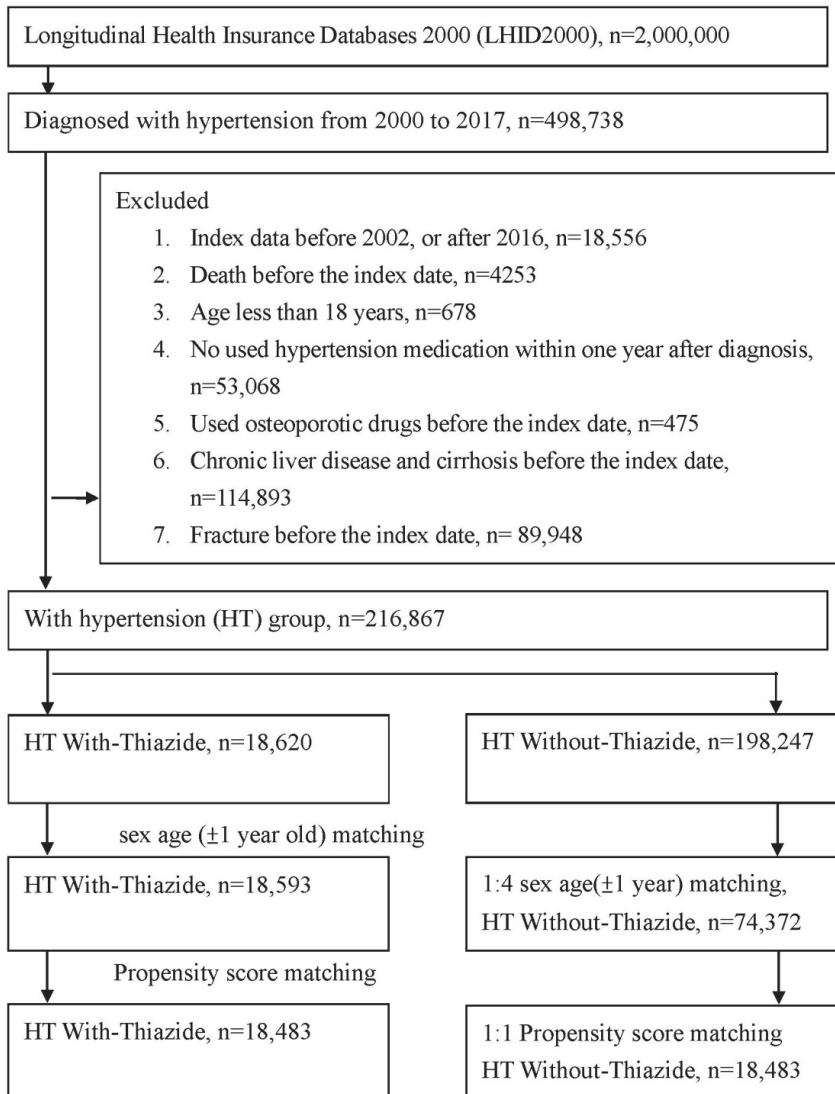 Longitudinal Health Insurance Databases 2000 (LHID2000), n=2,000,000
Diagnosed with hypertension from 2000 to 2017, n=498,738
Excluded
1. Index data before 2002, or after 2016, n=18,556
2. Death before the index date, n=4253
3. Age less than 18 years, n=678
4. No used hypertension medication within one year after diagnosis,
n=53,068
5. Used osteoporotic drugs before the index date, n=475
6. Chronic liver disease and cirrhosis before the index date,
n=114,893
7. Fracture before the index date, n= 89,948
With hypertension (HT) group, n=216,867
HT With-Thiazide, n=18,620
HT Without-Thiazide, n=198,247
sex age (±1 year old) matching
HT With-Thiazide, n=18,593
1:4 sex age(±1 year) matching,
HT Without-Thiazide, n=74,372
Propensity score matching
HT With-Thiazide, n=18,483
1:1 Propensity score matching
HT Without-Thiazide, n=18,483